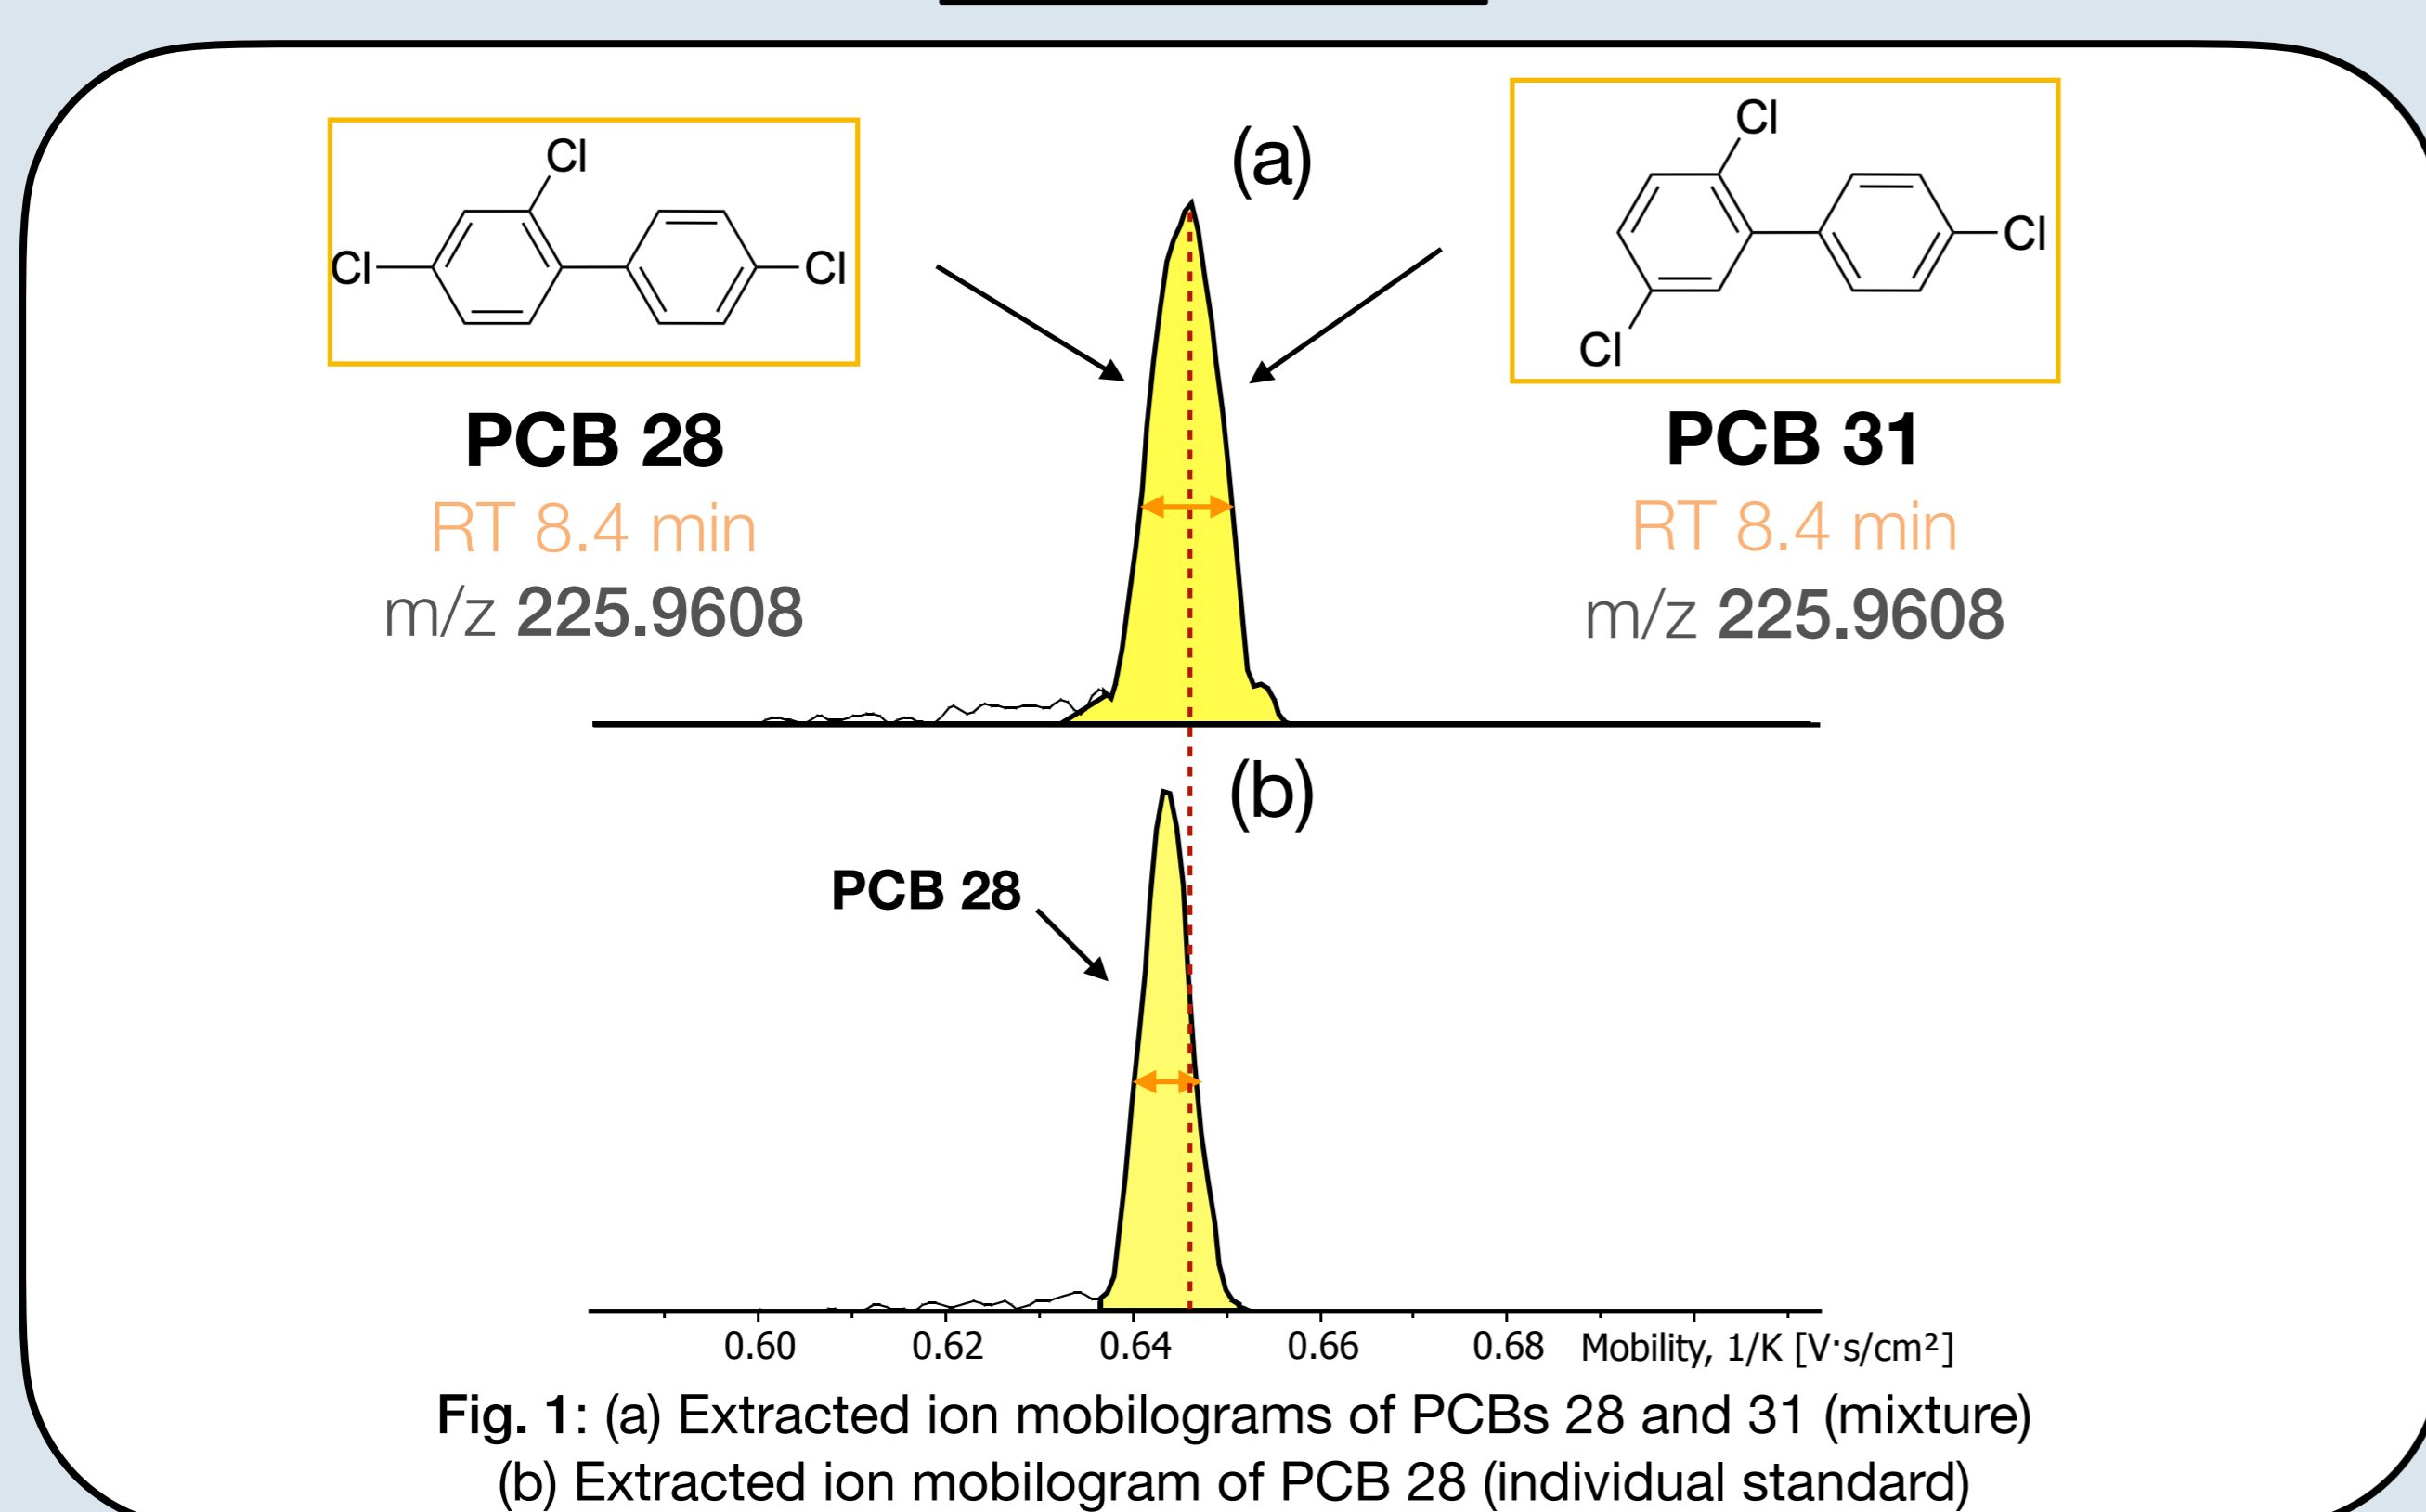 Cl
Cl
Cl
PCB 28
RT 8.4 min
m/z 225.9608
(a)
Cl
Cl
Cl
PCB 31
RT 8.4 min
m/z 225.9608
(b)
PCB 28
0.60 0.62 0.64 0.66 0.68 Mobility, 1/K [V·s/cm²]
Fig. 1: (a) Extracted ion mobilograms of PCBs 28 and 31 (mixture)
(b) Extracted ion mobilogram of PCB 28 (individual standard)